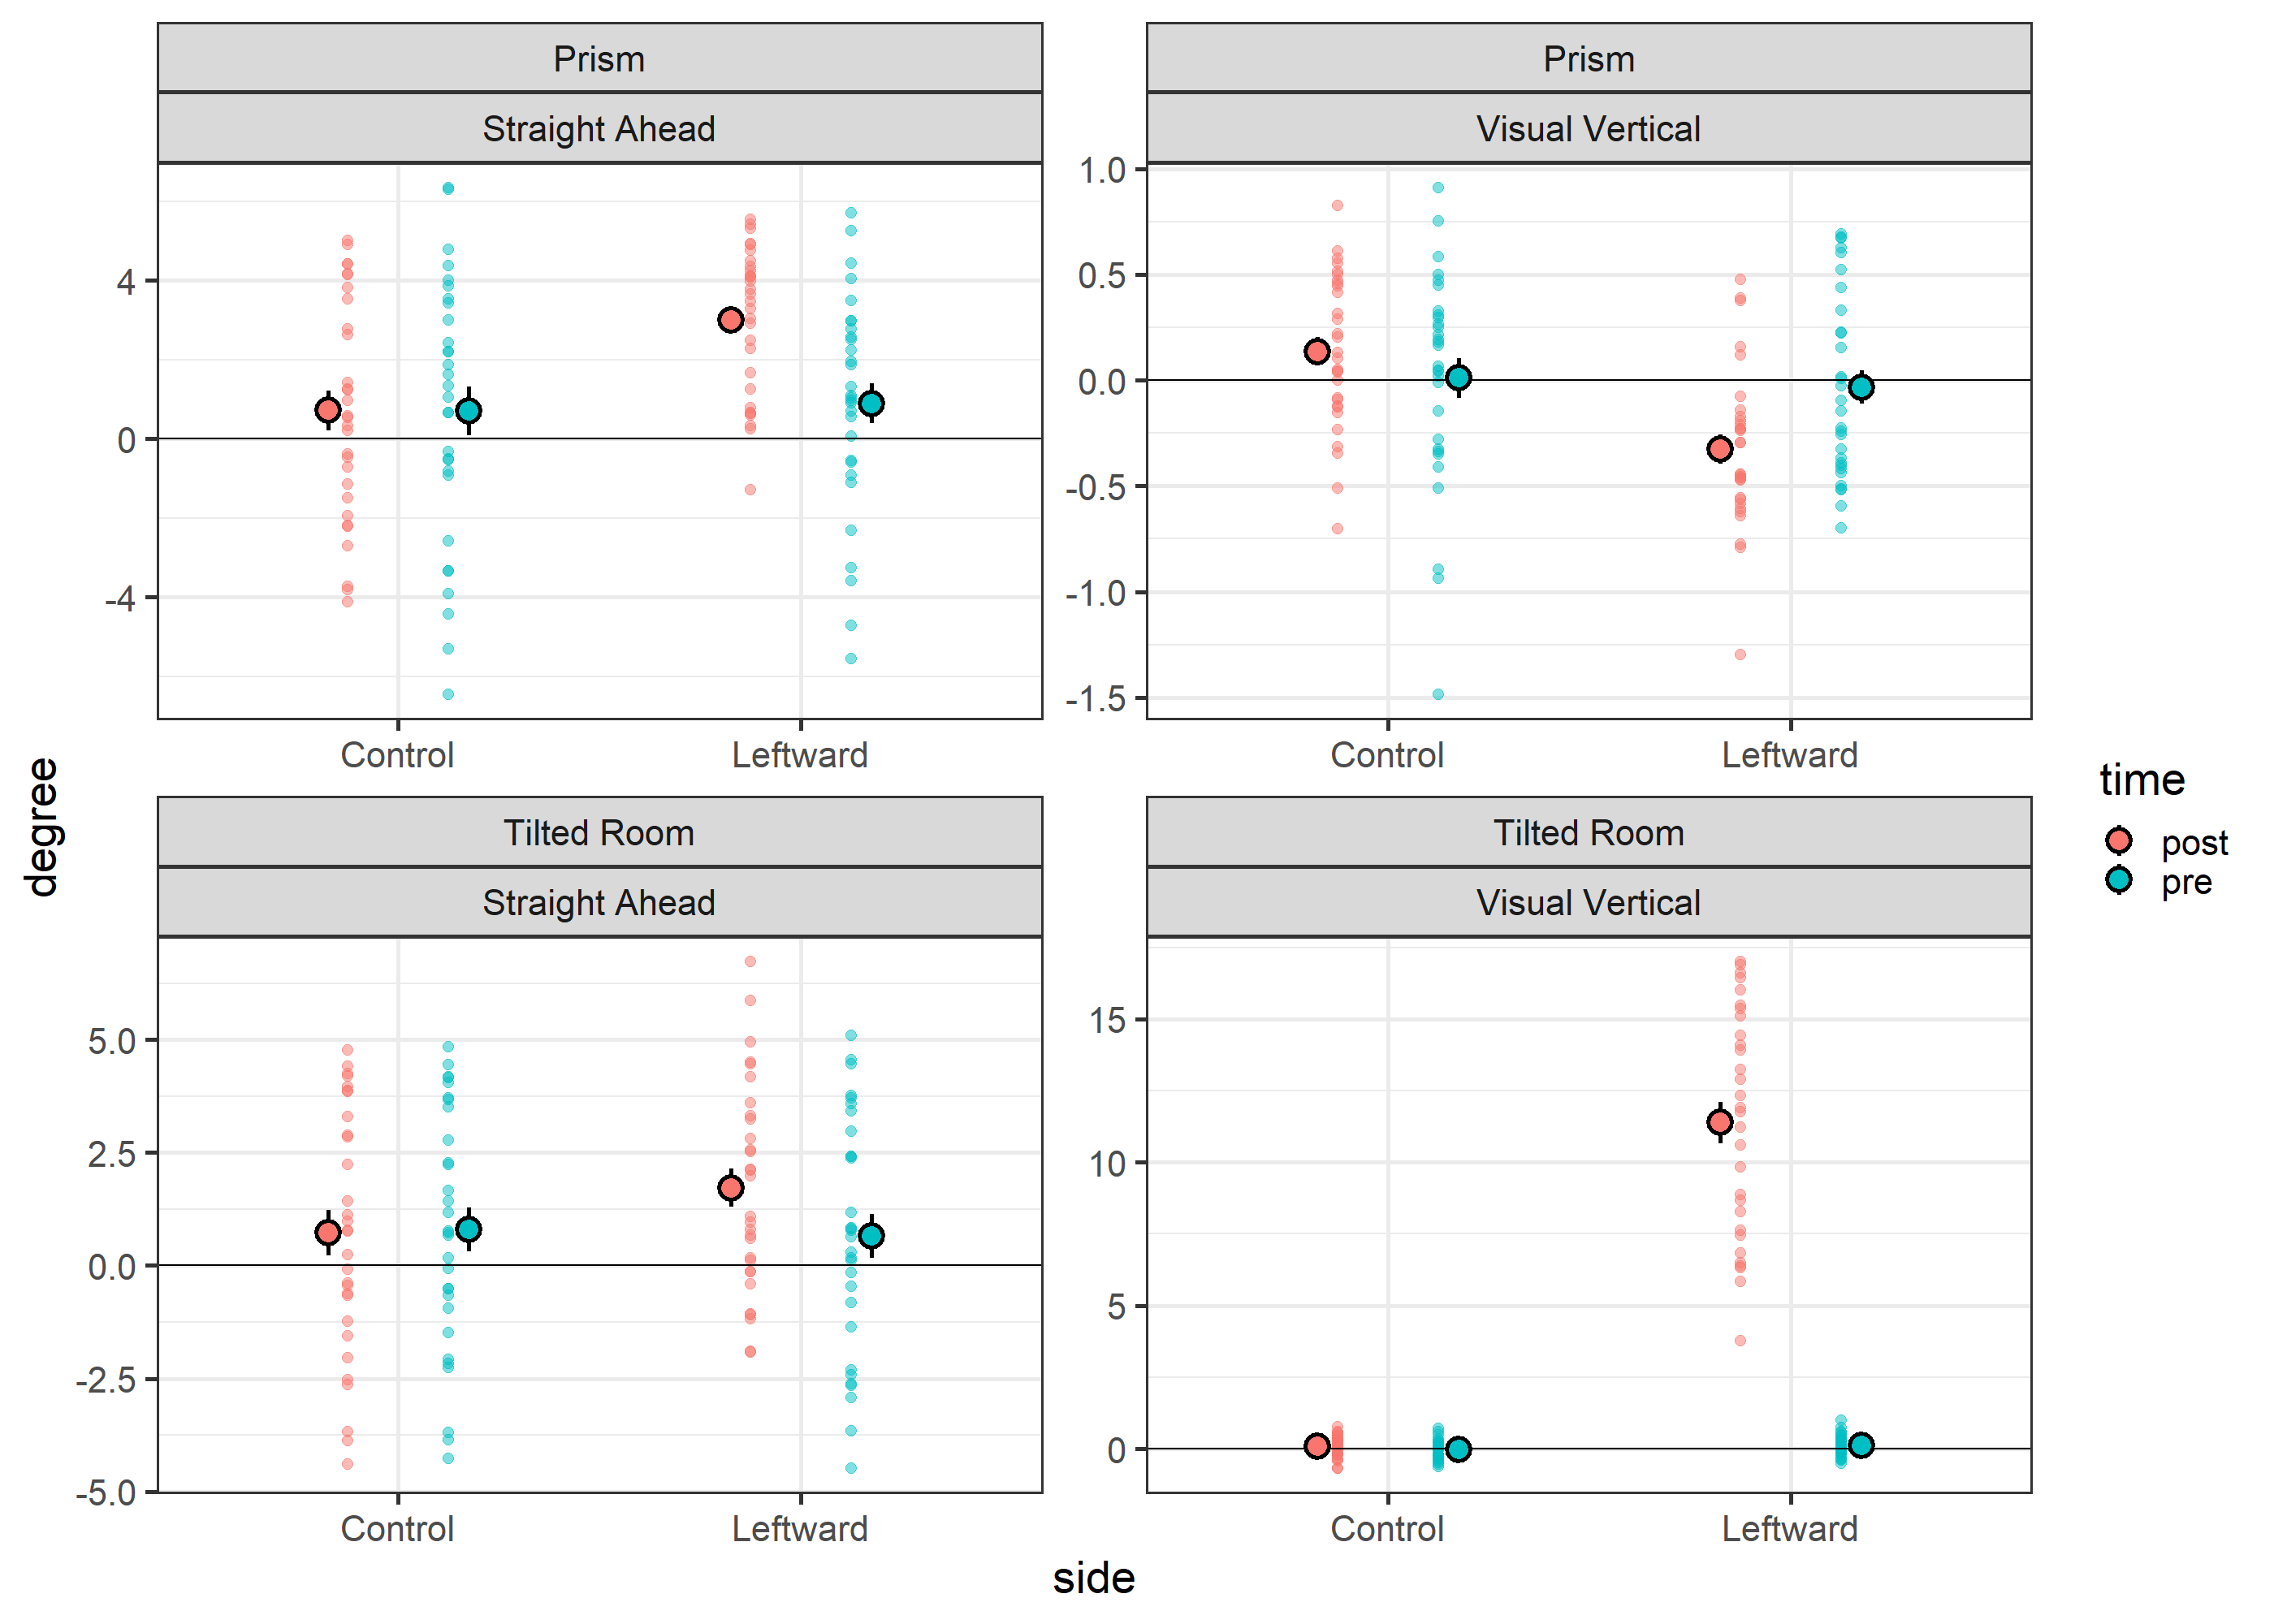 Prism
Straight Ahead
4
0
-4
Control Leftward
Prism
Visual Vertical
1.0
0.5
0.0
-0.5
-1.0
-1.5
Control Leftward
Tilted Room
Straight Ahead
5.0
2.5
0.0
-2.5
-5.0
Control Leftward
Tilted Room
Visual Vertical
15
10
5
0
Control Leftward
degree
side
time
post
pre